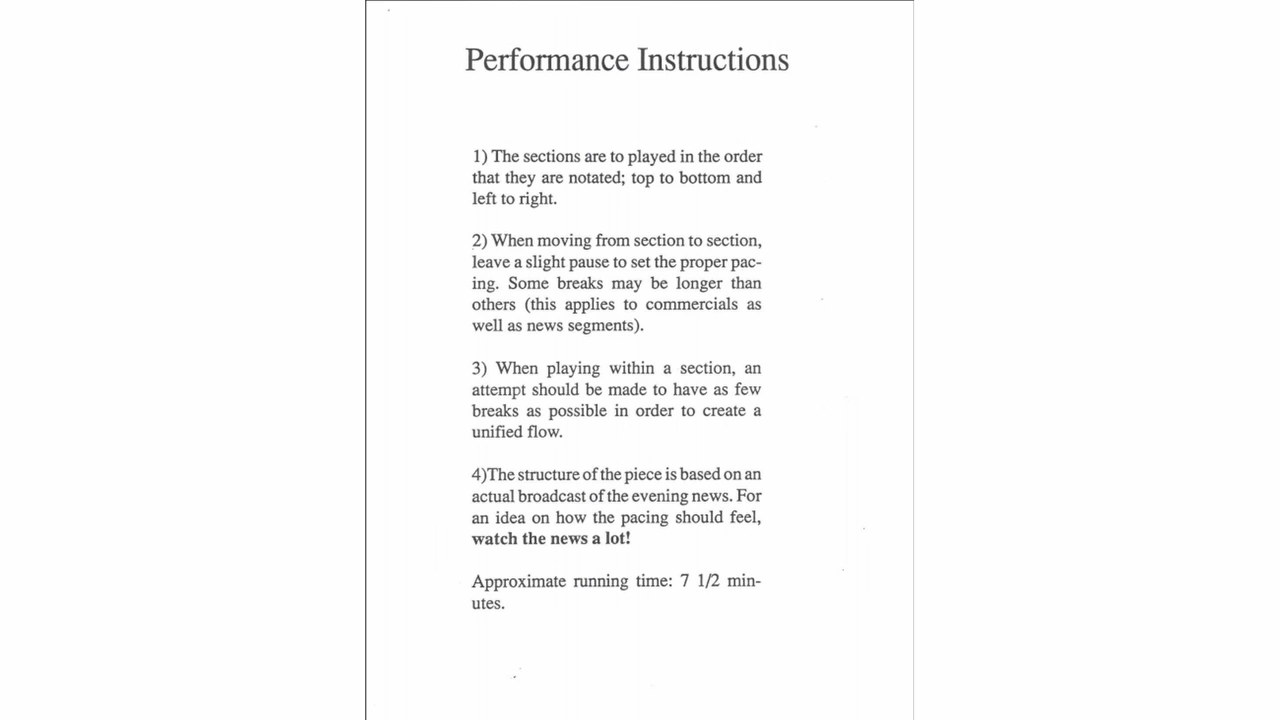 Performance Instructions
1) The sections are to played in the order
that they are notated; top to bottom and
left to right.
2) When moving from section to section,
leave a slight pause to set the proper pac-
ing. Some breaks may be longer than
others (this applies to commercials as
well as news segments).
3) When playing within a section, an
attempt should be made to have as few
breaks as possible in order to create a
unified flow.
4)The structure of the piece is based on an
actual broadcast of the evening news. For
an idea on how the pacing should feel,
watch the news a lot!
Approximate running time: 7 1/2 min-
utes.